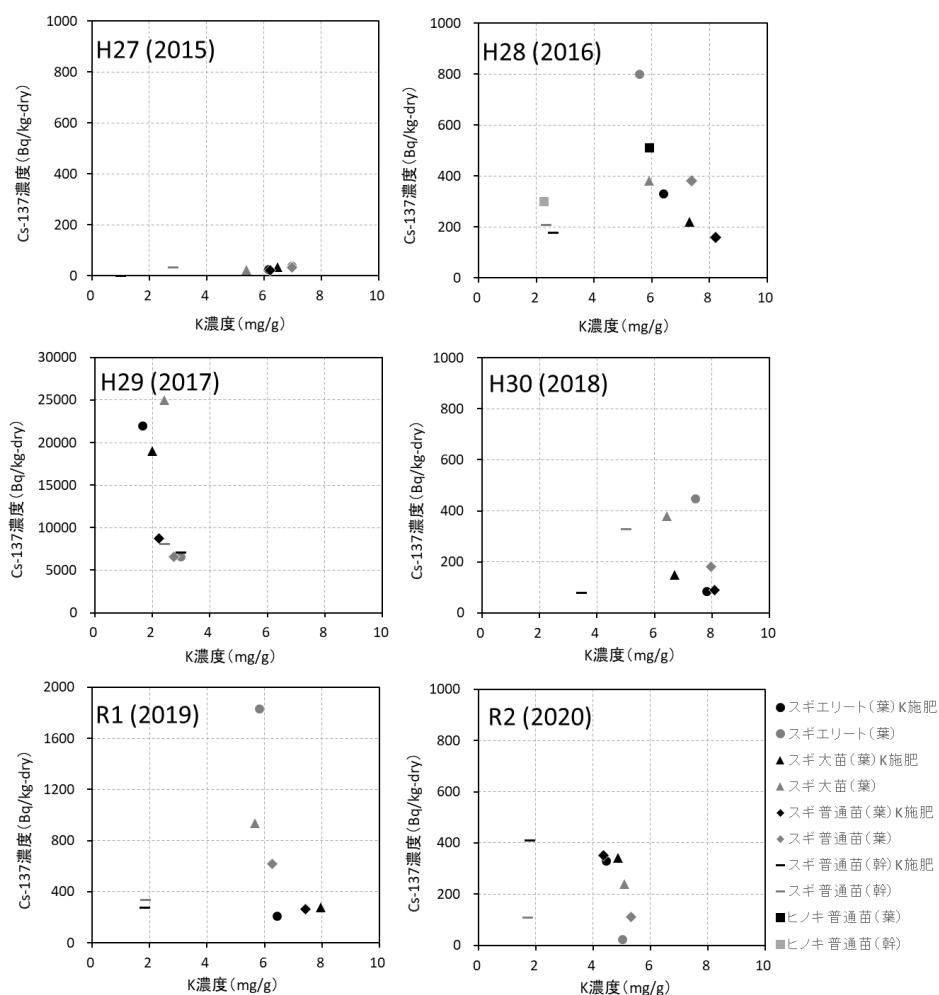 H27 (2015)
1000
800
600
400
200
0
Cs-137濃度(Bq/kg-dry)
0 2 4 6 8 10
K濃度(mg/g)
H28 (2016)
1000
800
600
400
200
0
Cs-137濃度(Bq/kg-dry)
0 2 4 6 8 10
K濃度(mg/g)
H29 (2017)
30000
25000
20000
15000
10000
5000
0
Cs-137濃度(Bq/kg-dry)
0 2 4 6 8 10
K濃度(mg/g)
H30 (2018)
1000
800
600
400
200
0
Cs-137濃度(Bq/kg-dry)
0 2 4 6 8 10
K濃度(mg/g)
R1 (2019)
2000
1600
1200
800
400
0
Cs-137濃度(Bq/kg-dry)
0 2 4 6 8 10
K濃度(mg/g)
R2 (2020)
1000
800
600
400
200
0
Cs-137濃度(Bq/kg-dry)
0 2 4 6 8 10
K濃度(mg/g)
スギエリート(葉)K施肥
スギエリート(葉)
スギ大苗(葉)K施肥
スギ大苗(葉)
スギ普通苗(葉)K施肥
スギ普通苗(葉)
スギ普通苗(幹)K施肥
スギ普通苗(幹)
ヒノキ普通苗(葉)
ヒノキ普通苗(幹)